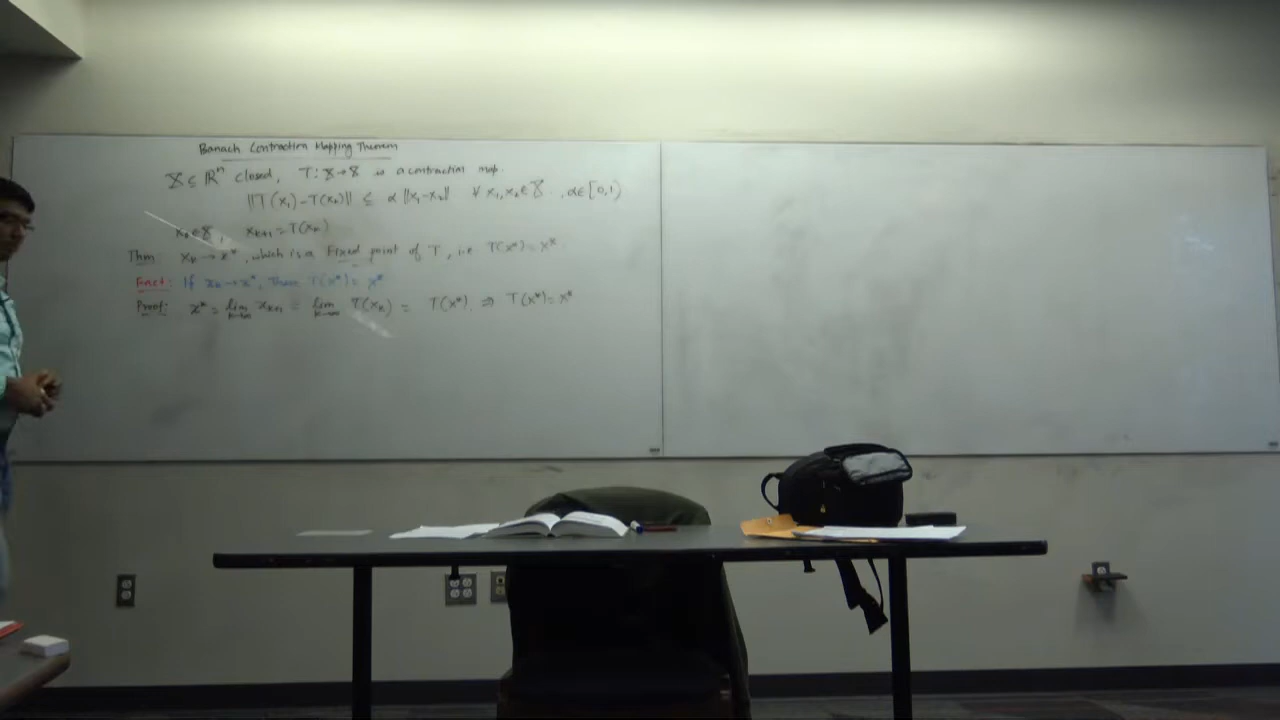 Banach Contraction Mapping Theorem
X ⊆ ℝⁿ closed, T: X→X is a contraction map.
||T(x₁)-T(x₂)|| ≤ α ||x₁-x₂|| ∀ x₁,x₂∈X , α∈[0,1)
x₀∈X, xₖ₊₁=T(xₖ)
Thm: xₖ→x*, which is a Fixed point of T, i.e T(x*)=x*
Fact: If xₖ→x*, Then T(x*)=x*
Proof: x* = lim k→∞ xₖ₊₁ = lim k→∞ T(xₖ) = T(x*). ⇒ T(x*)=x*